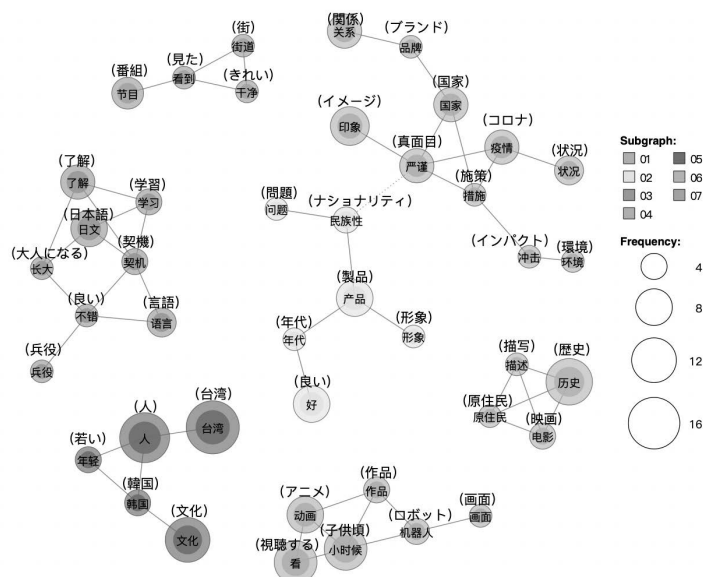 (関係)
关系
(ブランド)
品牌
(街)
街道
(見た)
看到
(番組)
节目
(きれい)
干净
(国家)
国家
(イメージ)
印象
(真面目)
严谨
(コロナ)
疫情
(状況)
状况
(施策)
措施
(インパクト)
冲击
(環境)
环境
(問題)
问题
(ナショナリティ)
民族性
(製品)
产品
(年代)
年代
(形象)
形象
(良い)
好
(了解)
了解
(学習)
学习
(日本語)
日文
(契機)
契机
(大人になる)
长大
(良い)
不错
(言語)
语言
(兵役)
兵役
(人)
人
(台湾)
台湾
(若い)
年轻
(韓国)
韩国
(文化)
文化
(描写)
描述
(歴史)
历史
(原住民)
原住民
(映画)
电影
(作品)
作品
(アニメ)
动画
(子供頃)
小时候
(ロボット)
机器人
(画面)
画面
(視聴する)
看
Subgraph:
01 05
02 06
03 07
04
Frequency:
4
8
12
16